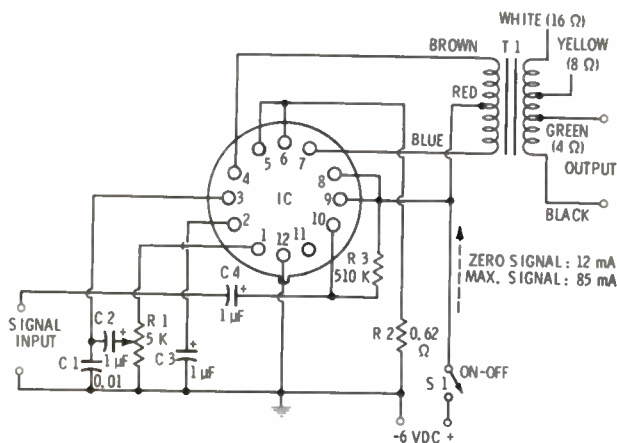 WHITE (16 Ω)
BROWN
T 1
YELLOW
(8 Ω)
RED
GREEN
(4 Ω)
BLUE
OUTPUT
BLACK
5
6
7
4
8
3
IC
9
2
10
1
12
11
R 3
510 K
C 4
1 µF
ZERO SIGNAL: 12 mA
MAX. SIGNAL: 85 mA
SIGNAL
INPUT
C 2
1 µF
R 1
5 K
C 3
1 µF
R 2
0.62
Ω
C 1
0.01
S 1
ON-OFF
-6 VDC +